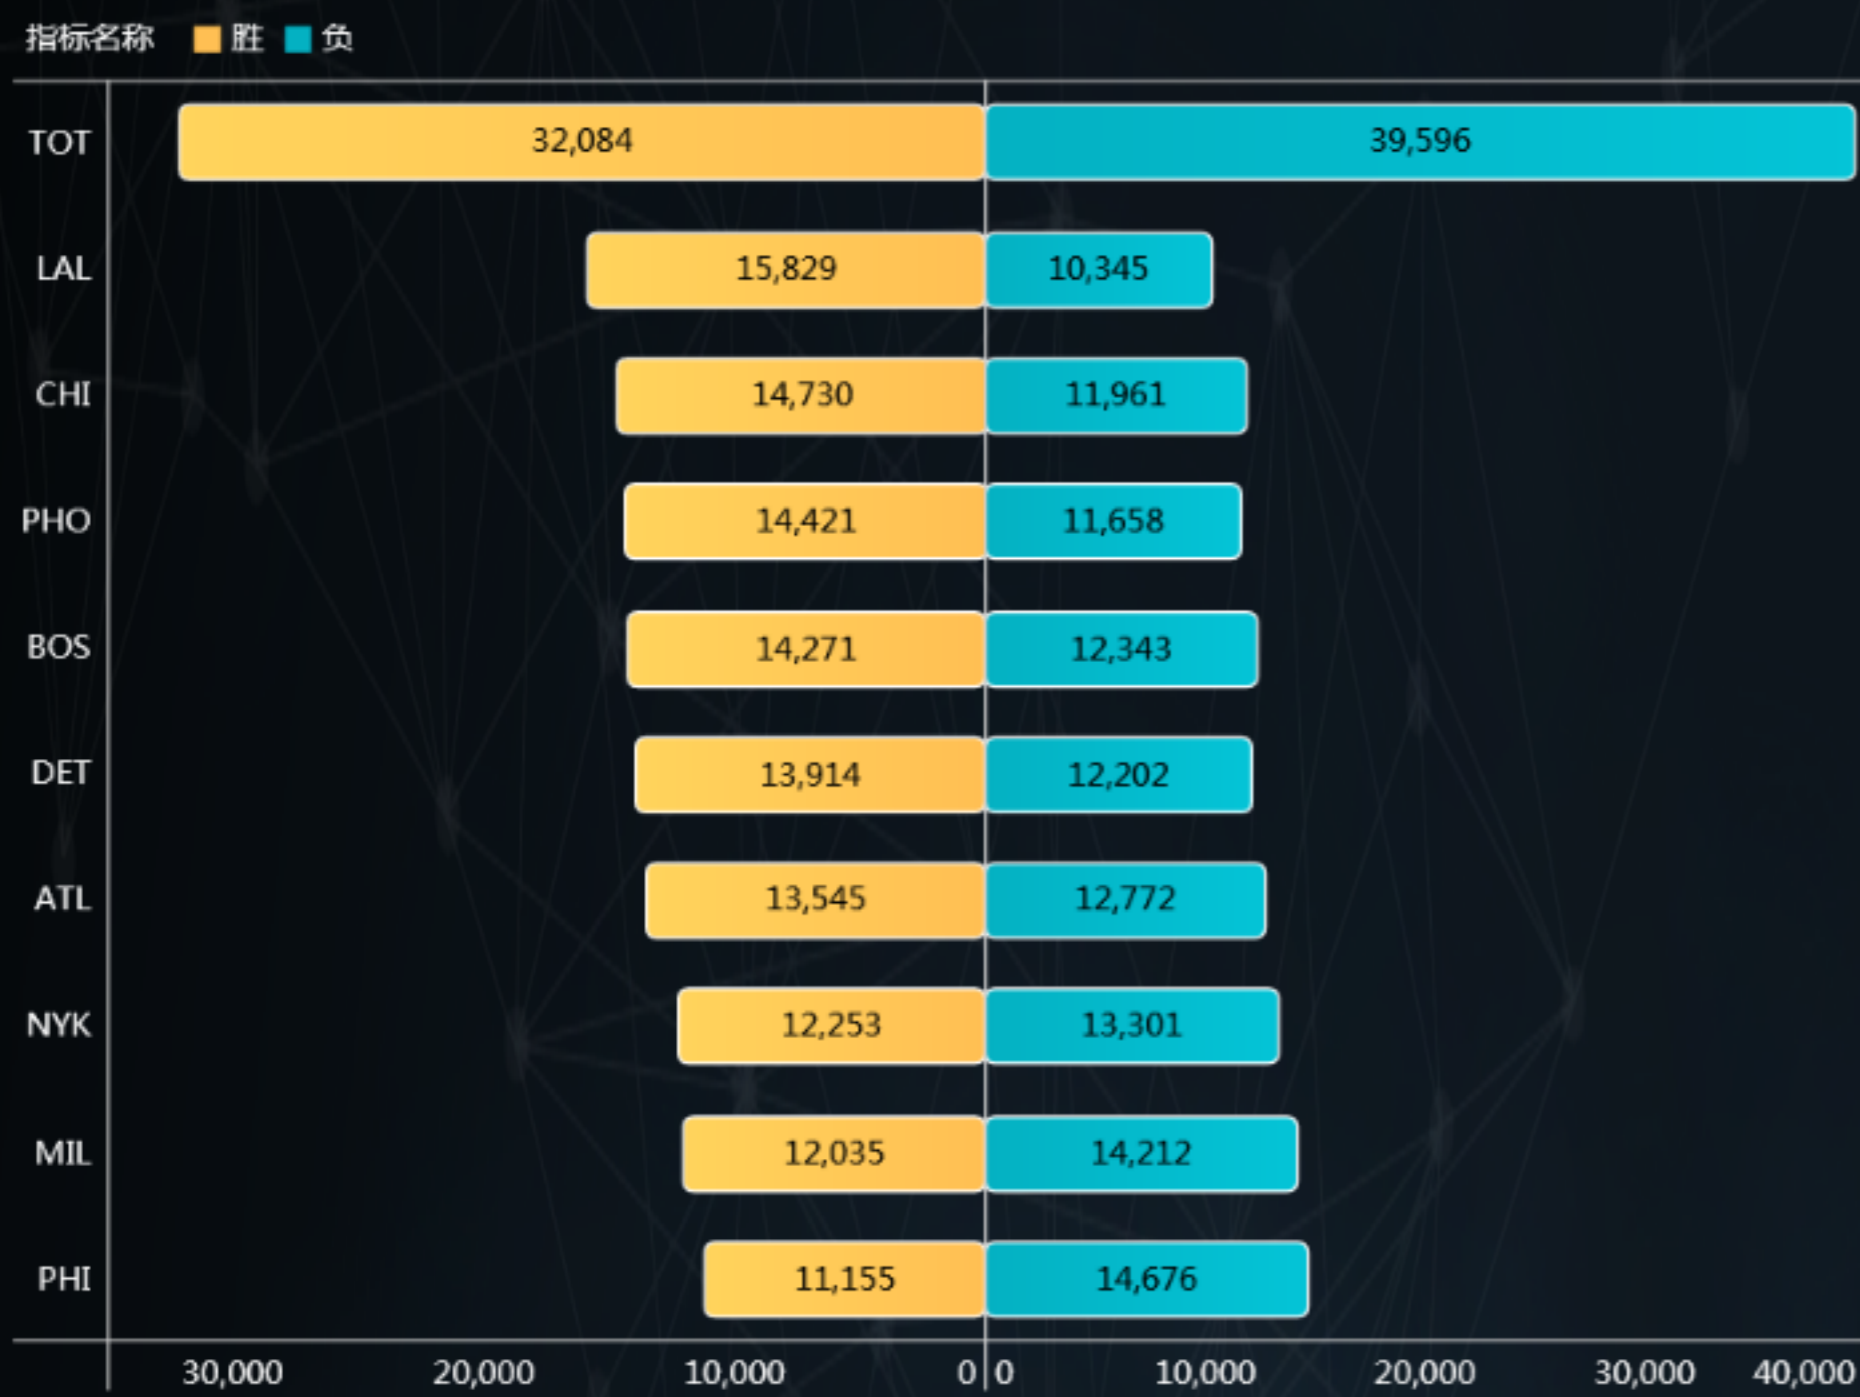 指标名称 胜 负
TOT 32,084 39,596
LAL 15,829 10,345
CHI 14,730 11,961
PHO 14,421 11,658
BOS 14,271 12,343
DET 13,914 12,202
ATL 13,545 12,772
NYK 12,253 13,301
MIL 12,035 14,212
PHI 11,155 14,676
30,000 20,000 10,000 0 0 10,000 20,000 30,000 40,000